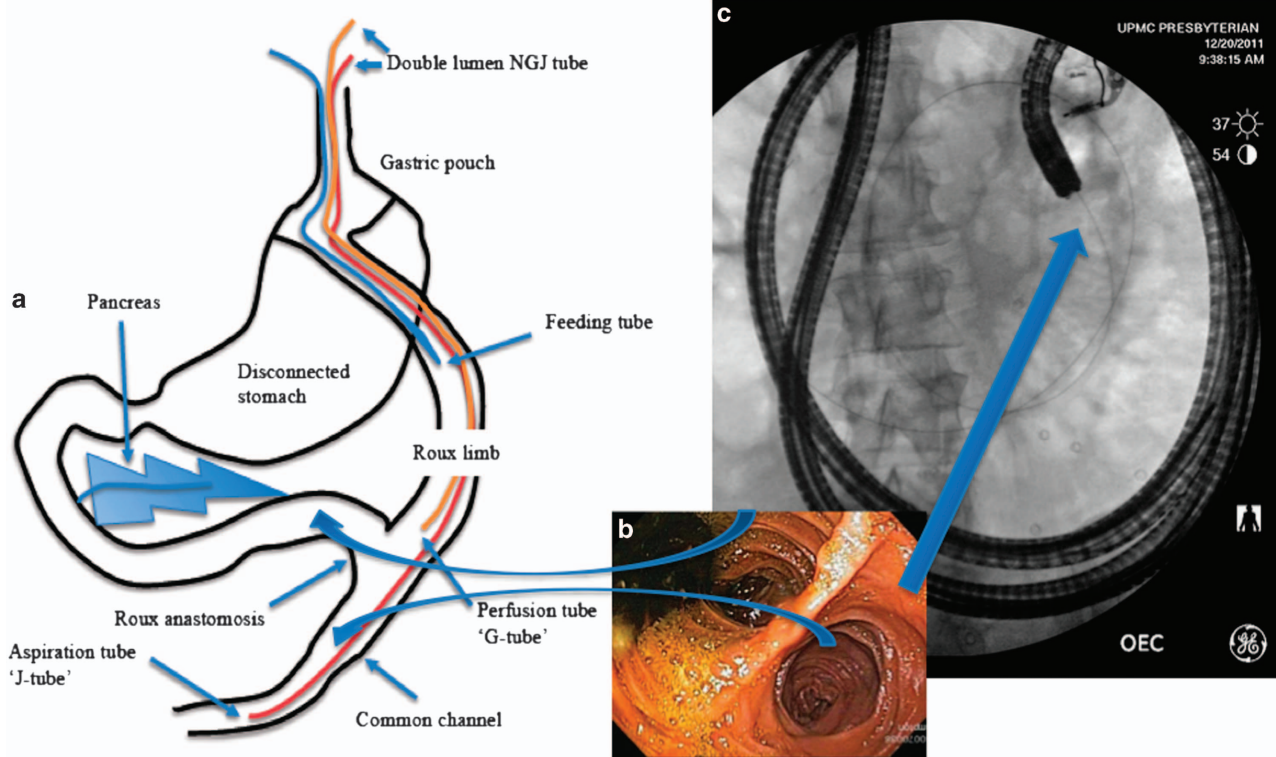 a
Double lumen NGJ tube
Gastric pouch
Pancreas
Feeding tube
Disconnected
stomach
Roux limb
Roux anastomosis
Perfusion tube
'G-tube'
Aspiration tube
'J-tube'
Common channel
b
c
UPMC PRESBYTERIAN
12/20/2011
9:38:15 AM
37
54
OEC
GE